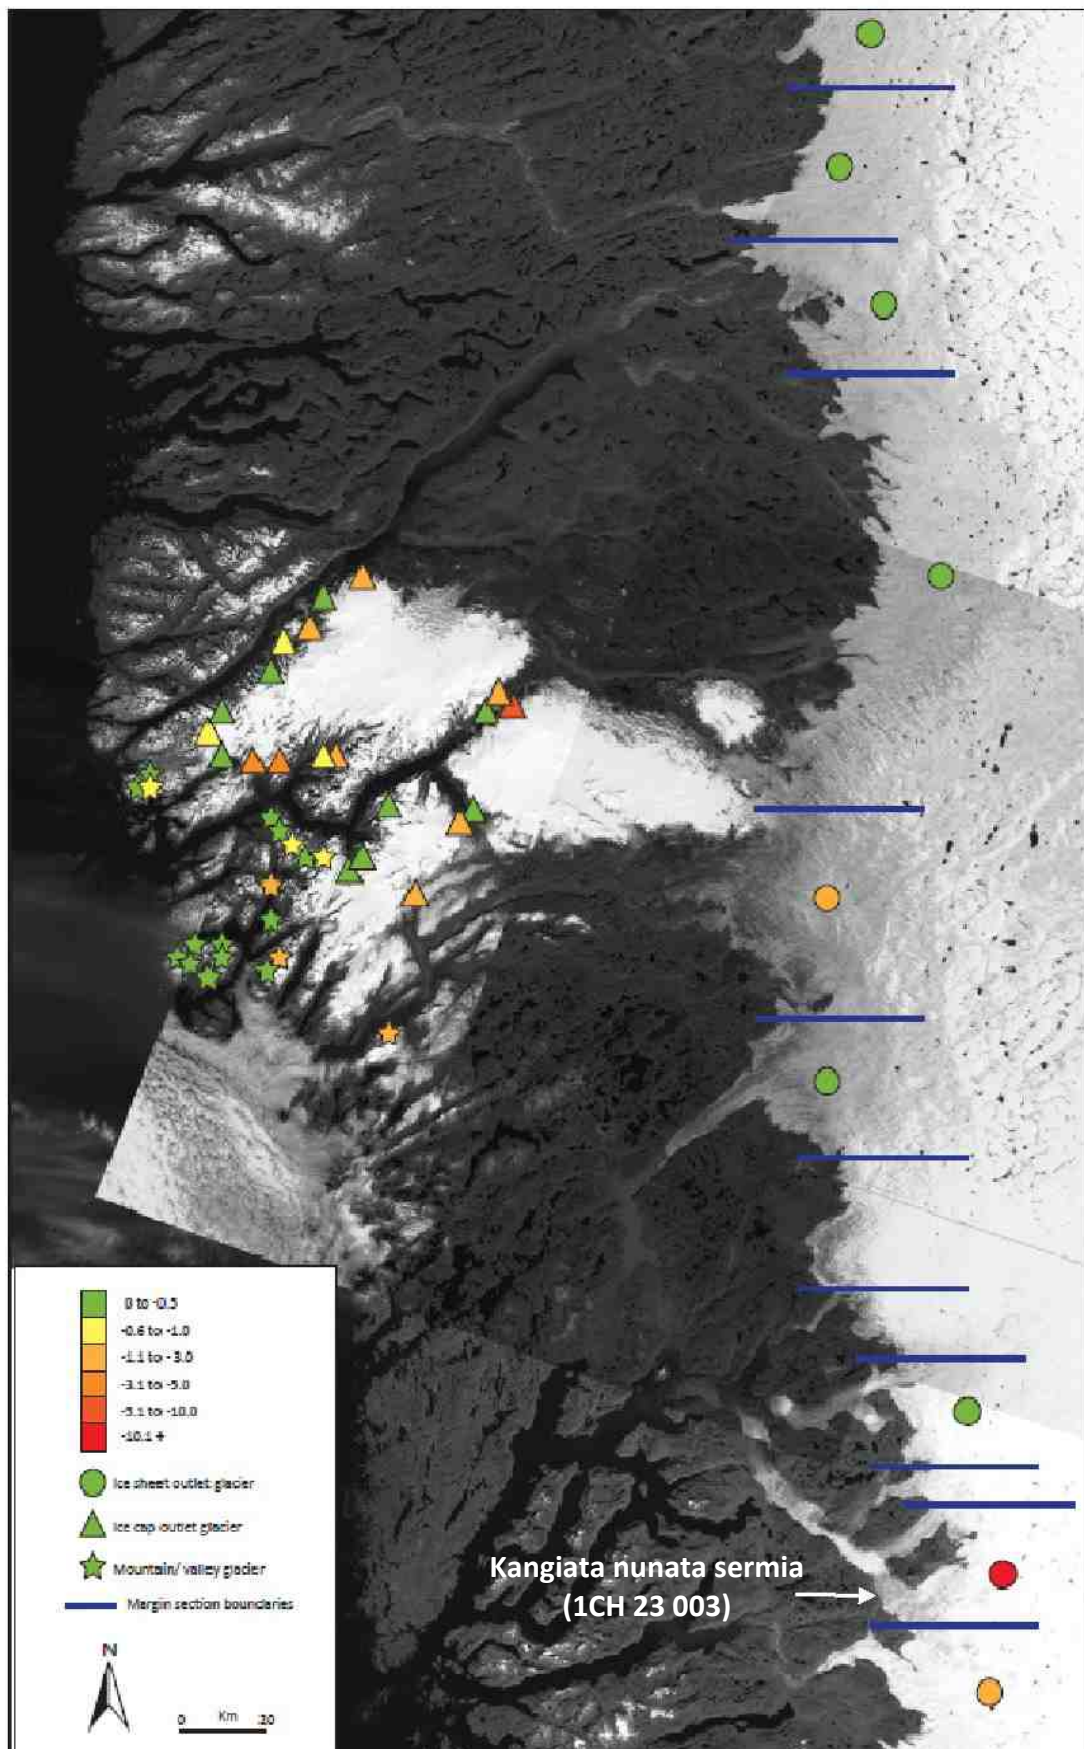 Kangiata nunata sermia
(1CH 23 003)
0 to -0.5
-0.6 to -1.0
-1.1 to -3.0
-3.1 to -5.0
-5.1 to -10.0
-10.1 +
Ice sheet outlet glacier
Ice cap outlet glacier
Mountain/ valley glacier
Margin section boundaries
N
0 Km 20